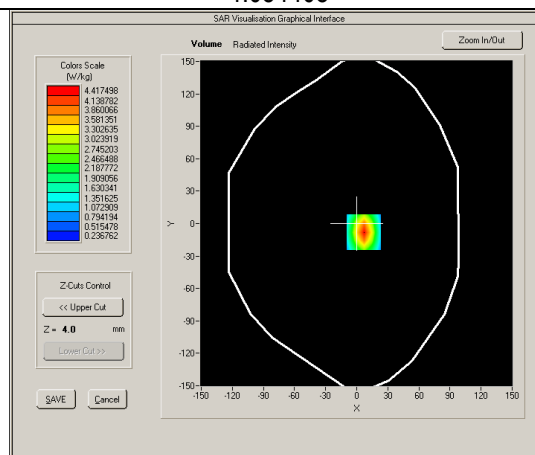 SAR Visualisation Graphical Interface
Volume Radiated Intensity
Zoom In/Out
Colors Scale
(W/kg)
4.417498
4.138782
3.860066
3.581351
3.302635
3.023919
2.745203
2.466488
2.187772
1.909056
1.630341
1.351625
1.072909
0.794194
0.515478
0.236762
150-
120-
90-
60-
30-
0-
-30-
-60-
-90-
-120-
-150-
Y
-150 -120 -90 -60 -30 0 30 60 90 120 150
X
Z-Cuts Control
<< Upper Cut
Z = 4.0 mm
Lower Cut >>
SAVE Cancel